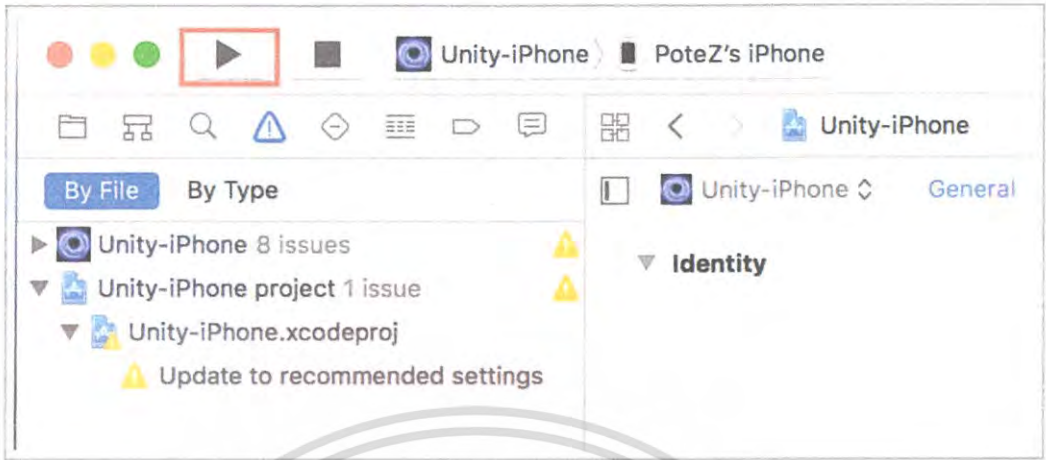 Unity-iPhone PoteZ's iPhone
Unity-iPhone
By File By Type
Unity-iPhone General
Unity-iPhone 8 issues
Identity
Unity-iPhone project 1 issue
Unity-iPhone.xcodeproj
Update to recommended settings